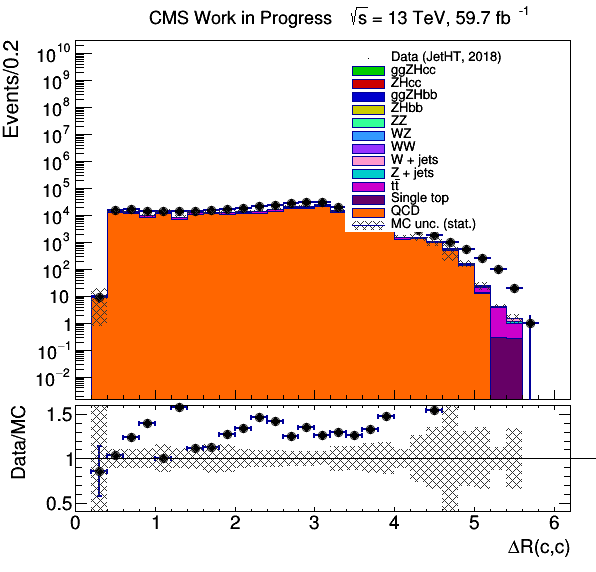 CMS Work in Progress √s = 13 TeV, 59.7 fb⁻¹
Events/0.2
10¹⁰
10⁹
10⁸
10⁷
10⁶
10⁵
10⁴
10³
10²
10
1
10⁻¹
10⁻²
Data (JetHT, 2018)
ggZHcc
ZHcc
ggZHbb
ZHbb
ZZ
WZ
WW
W + jets
Z + jets
tt̄
Single top
QCD
MC unc. (stat.)
Data/MC
1.5
1
0.5
0 1 2 3 4 5 6
ΔR(c,c)